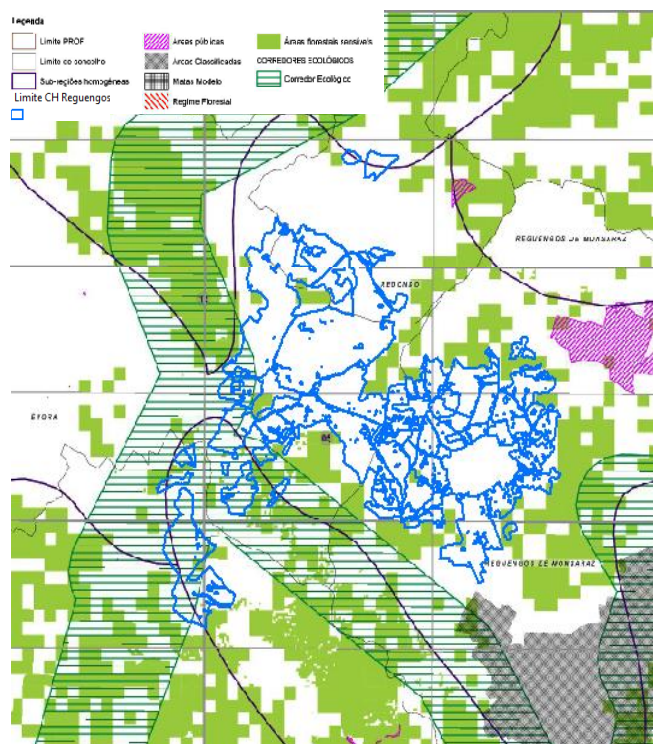 Legenda
Limite PROF
Limite de concelho
Sub-regiões homogéneas
Limite CH Reguengos
Áreas públicas
Áreas Classificadas
Matas Modelo
Regime Florestal
Áreas florestais sensíveis
CORREDORES ECOLÓGICOS
Corredor Ecológico
REGUENGOS DE MONSARAZ
REDONDO
ÉVORA
REGUENGOS DE MONSARAZ